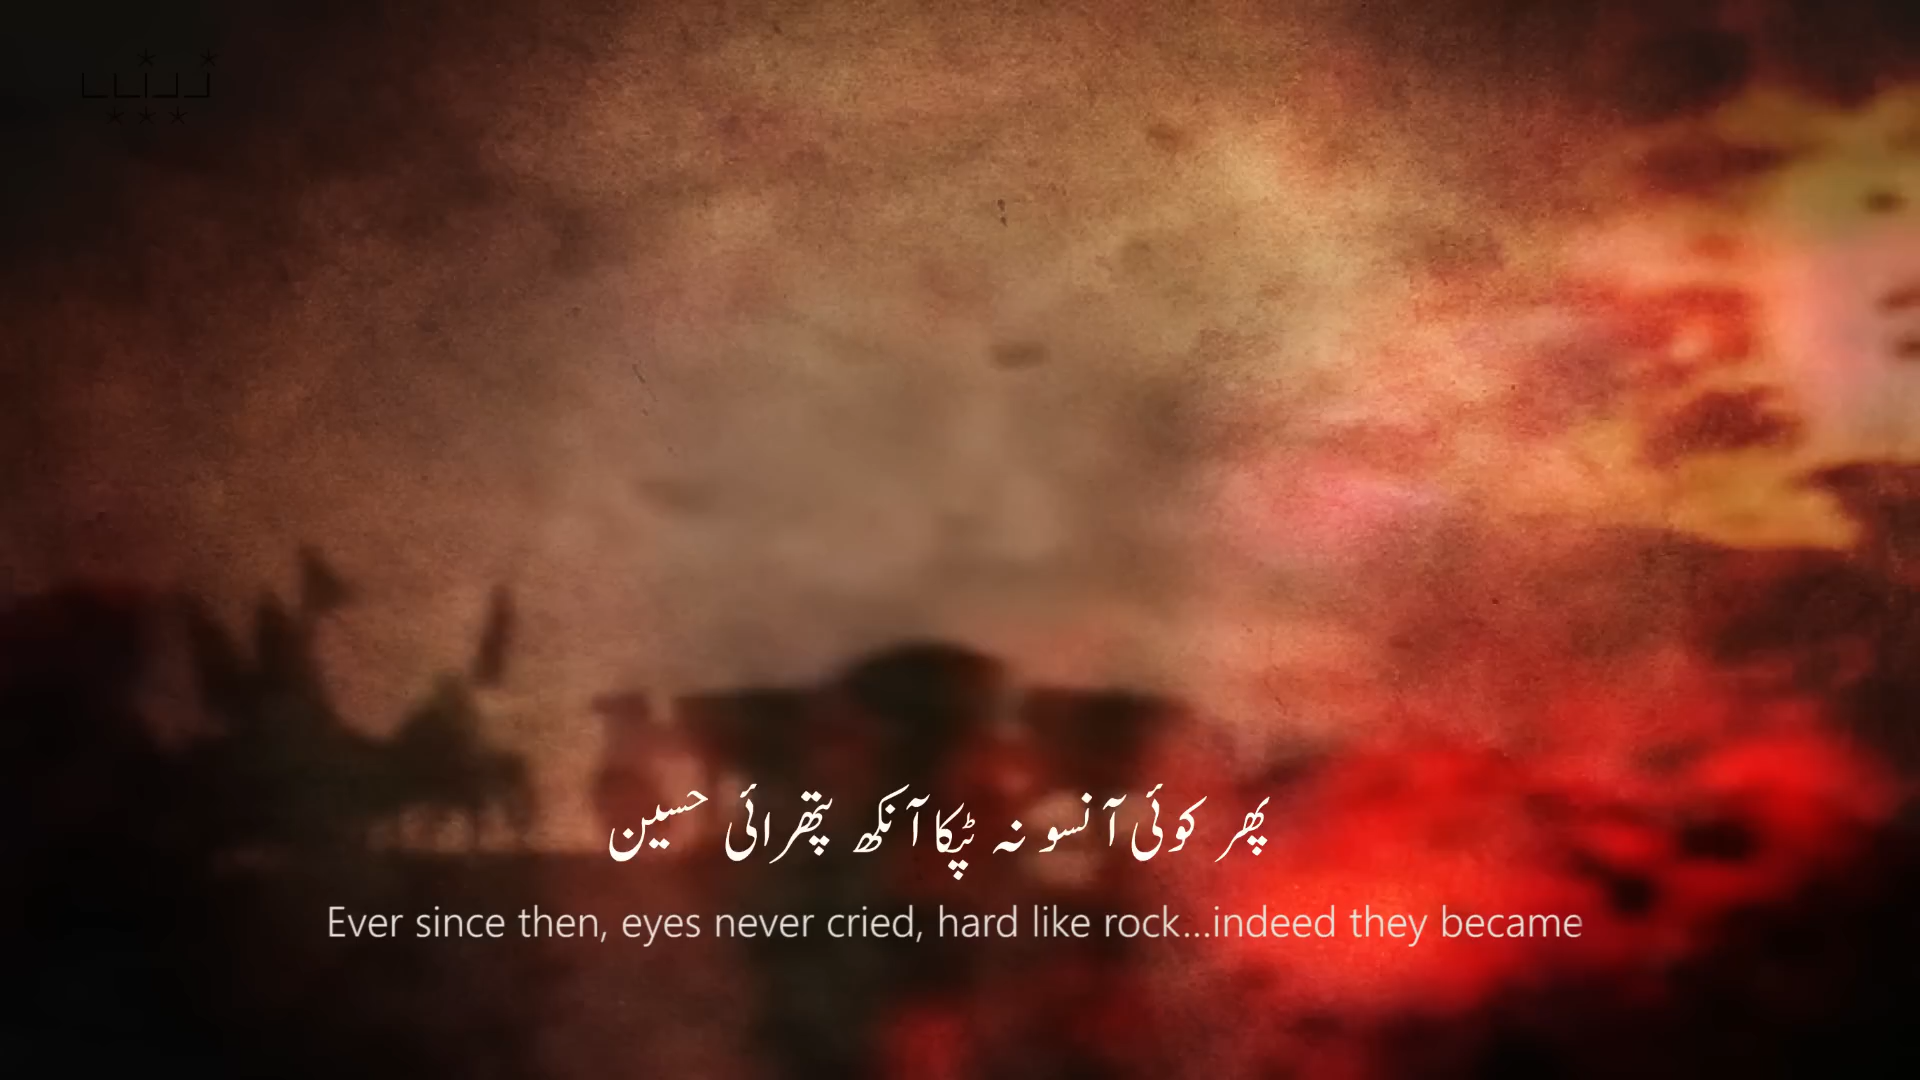 پھر کوئی آنسو نہ ٹپکا آنکھ پتھرائی حسین
Ever since then, eyes never cried, hard like rock...indeed they became